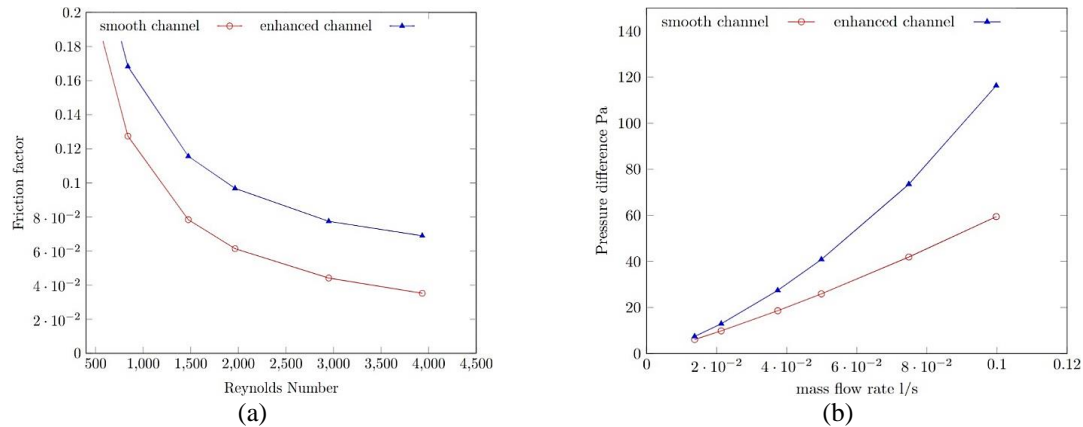 smooth channel enhanced channel
0.2
0.18
0.16
0.14
0.12
0.1
8 · 10⁻²
6 · 10⁻²
4 · 10⁻²
2 · 10⁻²
0
Friction factor
500 1,000 1,500 2,000 2,500 3,000 3,500 4,000 4,500
Reynolds Number
(a)
smooth channel enhanced channel
140
120
100
80
60
40
20
0
Pressure difference Pa
0 2 · 10⁻² 4 · 10⁻² 6 · 10⁻² 8 · 10⁻² 0.1 0.12
mass flow rate l/s
(b)